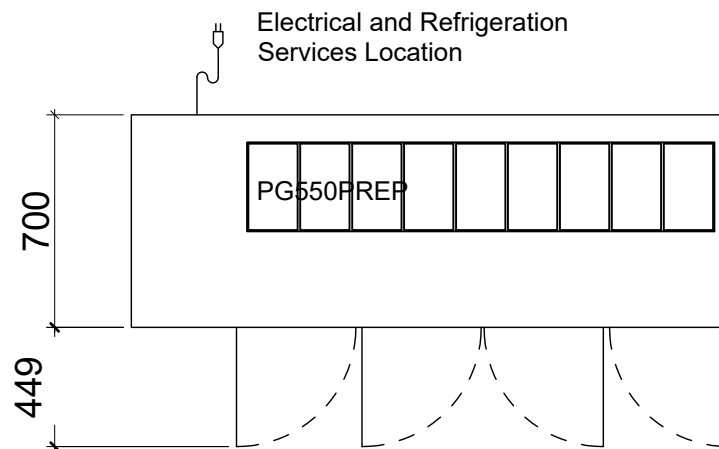 Electrical and Refrigeration
Services Location
PG550PREP
700
449